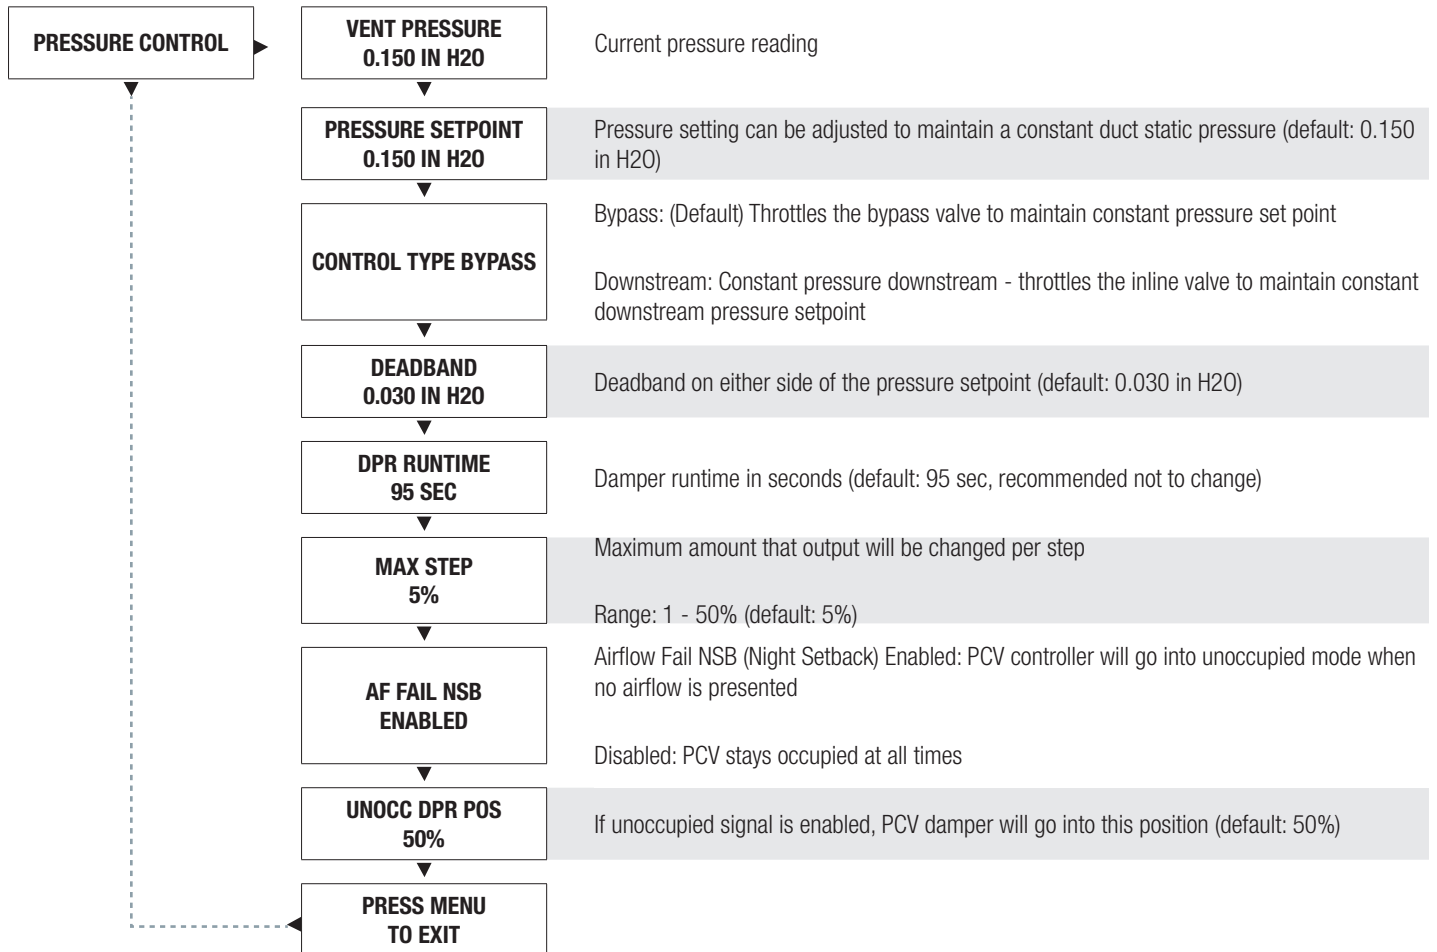 PRESSURE CONTROL
VENT PRESSURE
0.150 IN H2O
Current pressure reading
PRESSURE SETPOINT
0.150 IN H2O
Pressure setting can be adjusted to maintain a constant duct static pressure (default: 0.150
in H2O)
CONTROL TYPE BYPASS
Bypass: (Default) Throttles the bypass valve to maintain constant pressure set point
Downstream: Constant pressure downstream - throttles the inline valve to maintain constant
downstream pressure setpoint
DEADBAND
0.030 IN H2O
Deadband on either side of the pressure setpoint (default: 0.030 in H2O)
DPR RUNTIME
95 SEC
Damper runtime in seconds (default: 95 sec, recommended not to change)
MAX STEP
5%
Maximum amount that output will be changed per step
Range: 1 - 50% (default: 5%)
AF FAIL NSB
ENABLED
Airflow Fail NSB (Night Setback) Enabled: PCV controller will go into unoccupied mode when
no airflow is presented
Disabled: PCV stays occupied at all times
UNOCC DPR POS
50%
If unoccupied signal is enabled, PCV damper will go into this position (default: 50%)
PRESS MENU
TO EXIT